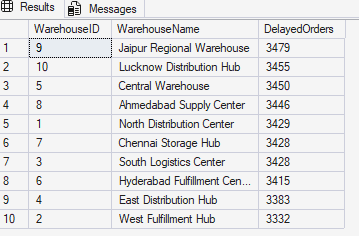 Results Messages
WarehouseID WarehouseName DelayedOrders
1 9 Jaipur Regional Warehouse 3479
2 10 Lucknow Distribution Hub 3455
3 5 Central Warehouse 3450
4 8 Ahmedabad Supply Center 3446
5 1 North Distribution Center 3429
6 7 Chennai Storage Hub 3428
7 3 South Logistics Center 3428
8 6 Hyderabad Fulfillment Cen... 3415
9 4 East Distribution Hub 3383
10 2 West Fulfillment Hub 3332